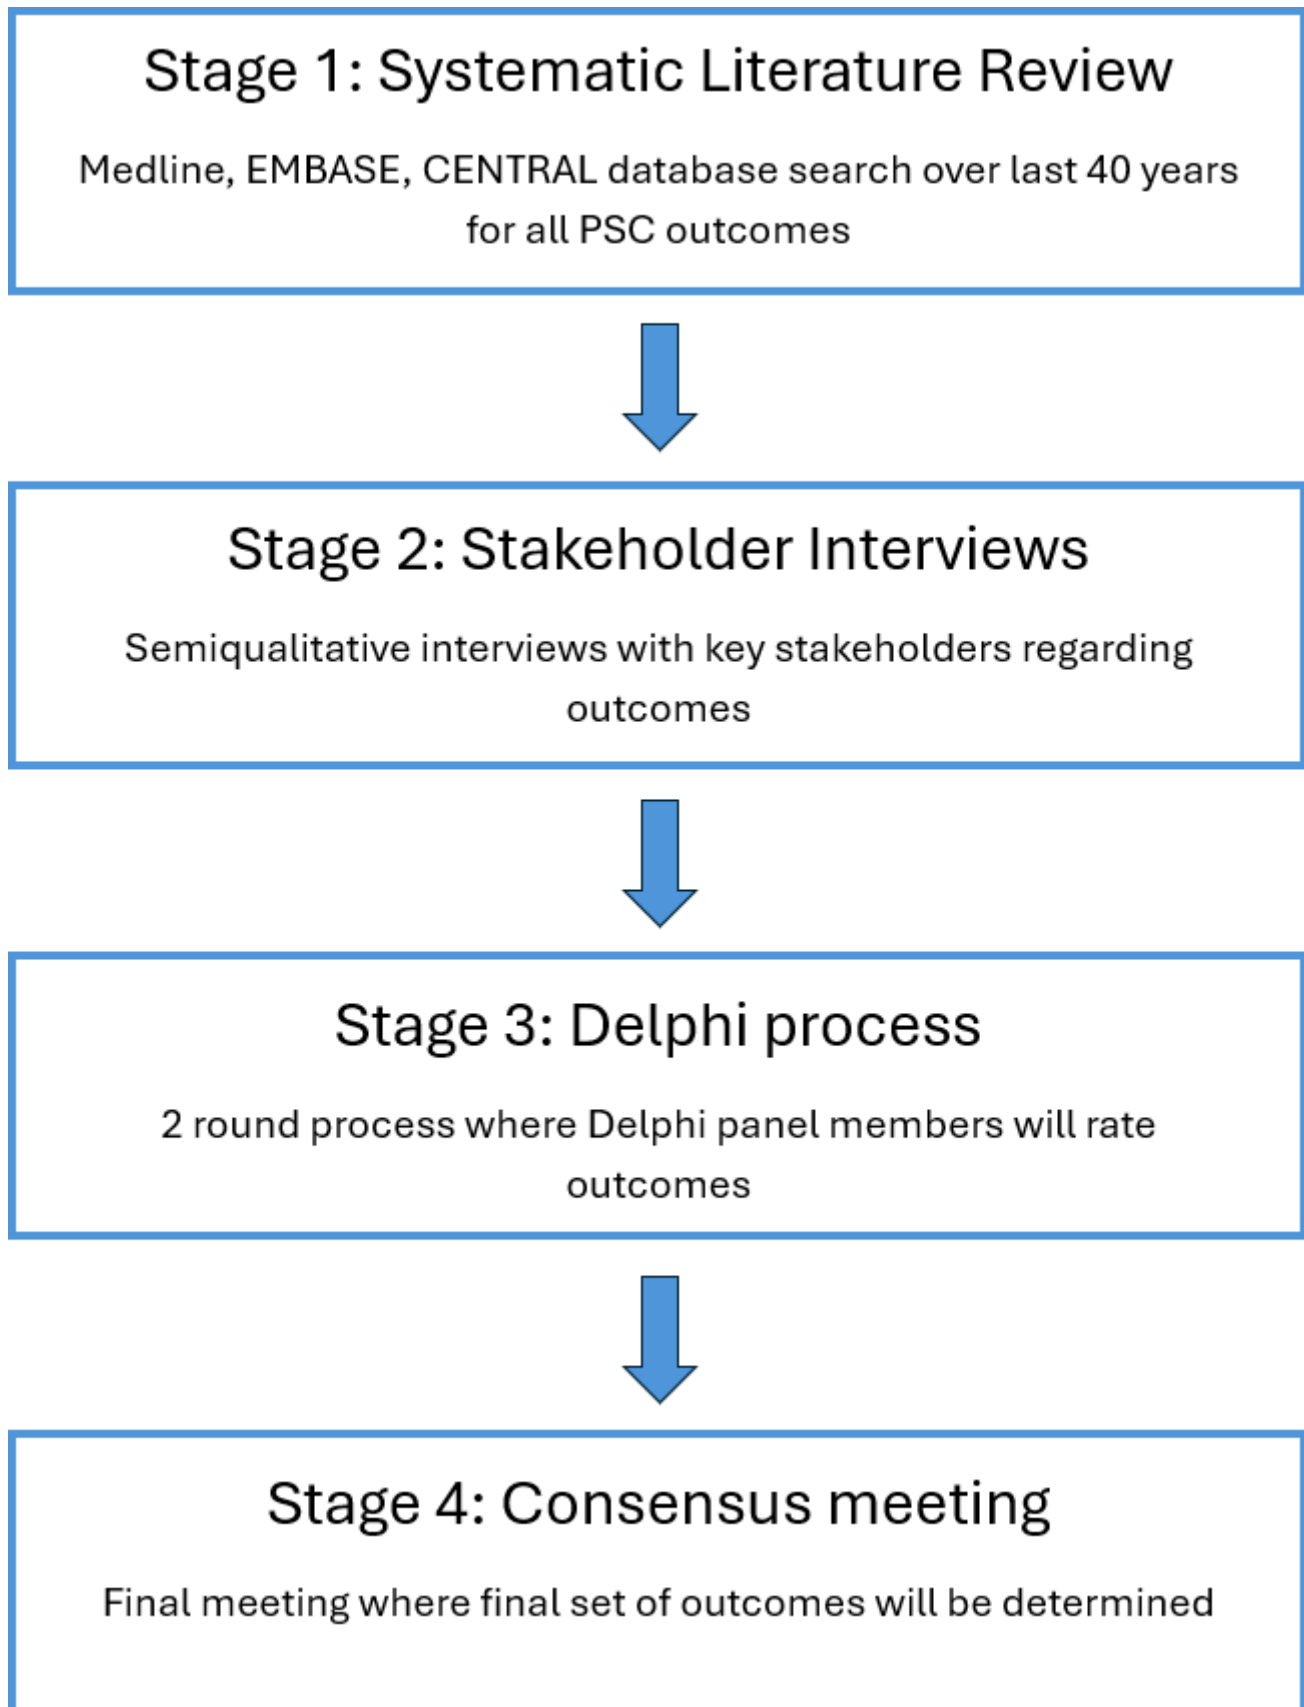 Stage 1: Systematic Literature Review
Medline, EMBASE, CENTRAL database search over last 40 years
for all PSC outcomes
Stage 2: Stakeholder Interviews
Semiqualitative interviews with key stakeholders regarding
outcomes
Stage 3: Delphi process
2 round process where Delphi panel members will rate
outcomes
Stage 4: Consensus meeting
Final meeting where final set of outcomes will be determined